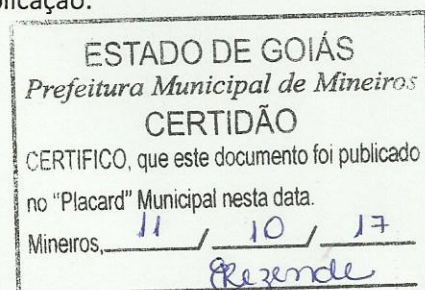 blicação.
ESTADO DE GOIÁS
Prefeitura Municipal de Mineiros
CERTIDÃO
CERTIFICO, que este documento foi publicado
no "Placard" Municipal nesta data.
Mineiros, 11 / 10 / 17
Rezende